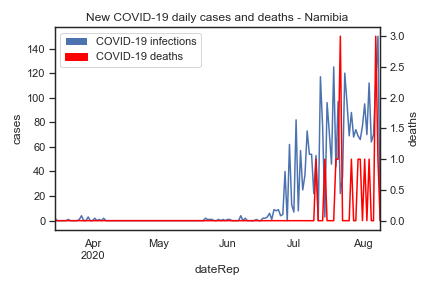 New COVID-19 daily cases and deaths - Namibia
COVID-19 infections
COVID-19 deaths
140
120
100
80
60
40
20
0
cases
3.0
2.5
2.0
1.5
1.0
0.5
0.0
deaths
Apr May Jun Jul Aug
2020
dateRep